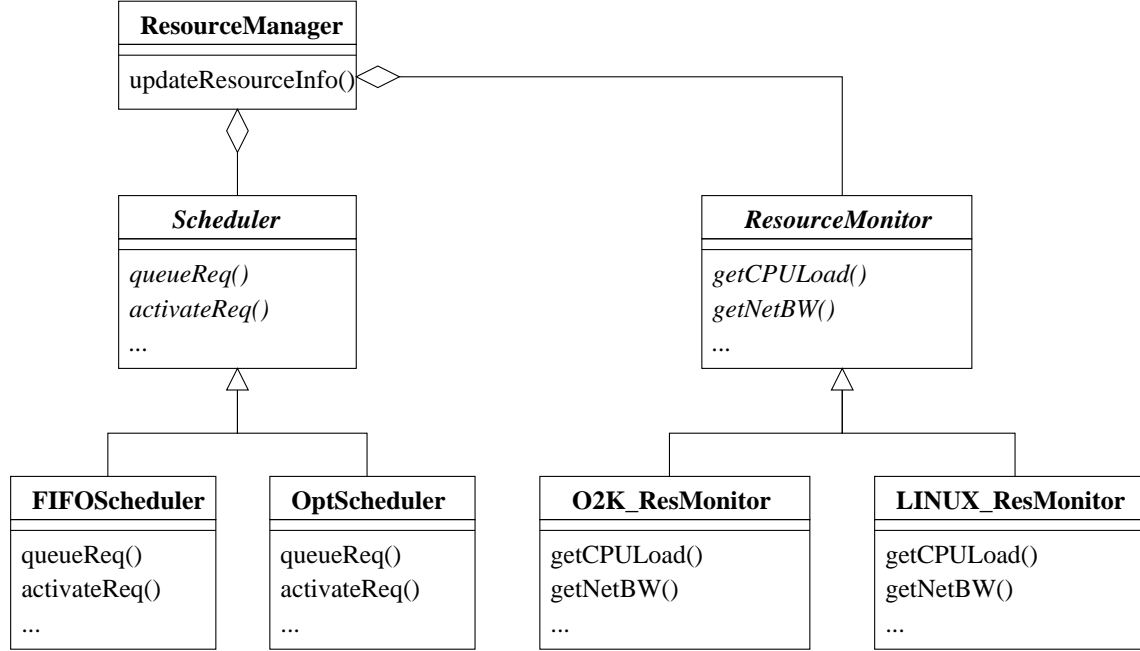 ResourceManager
updateResourceInfo()
Scheduler
queueReq()
activateReq()
...
ResourceMonitor
getCPULoad()
getNetBW()
...
FIFOScheduler
queueReq()
activateReq()
...
OptScheduler
queueReq()
activateReq()
...
O2K_ResMonitor
getCPULoad()
getNetBW()
...
LINUX_ResMonitor
getCPULoad()
getNetBW()
...